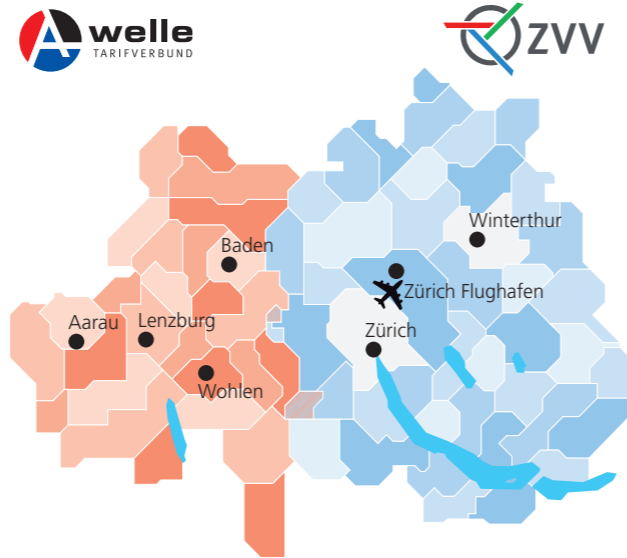 A welle
TARIFVERBUND
ZVV
Winterthur
Baden
Zürich Flughafen
Aarau
Lenzburg
Zürich
Wohlen